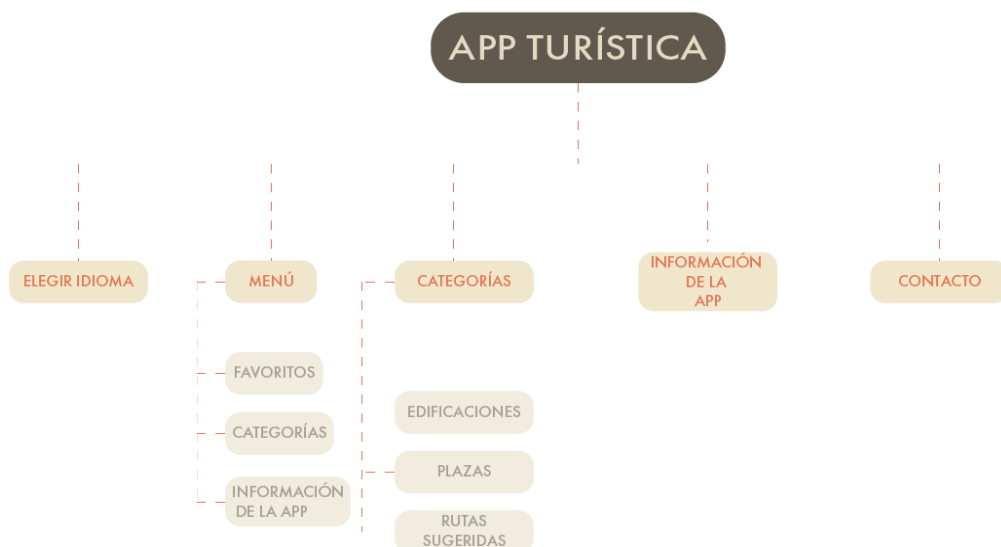 APP TURÍSTICA
ELEGIR IDIOMA
MENÚ
FAVORITOS
CATEGORÍAS
INFORMACIÓN
DE LA APP
CATEGORÍAS
EDIFICACIONES
PLAZAS
RUTAS
SUGERIDAS
INFORMACIÓN
DE LA
APP
CONTACTO